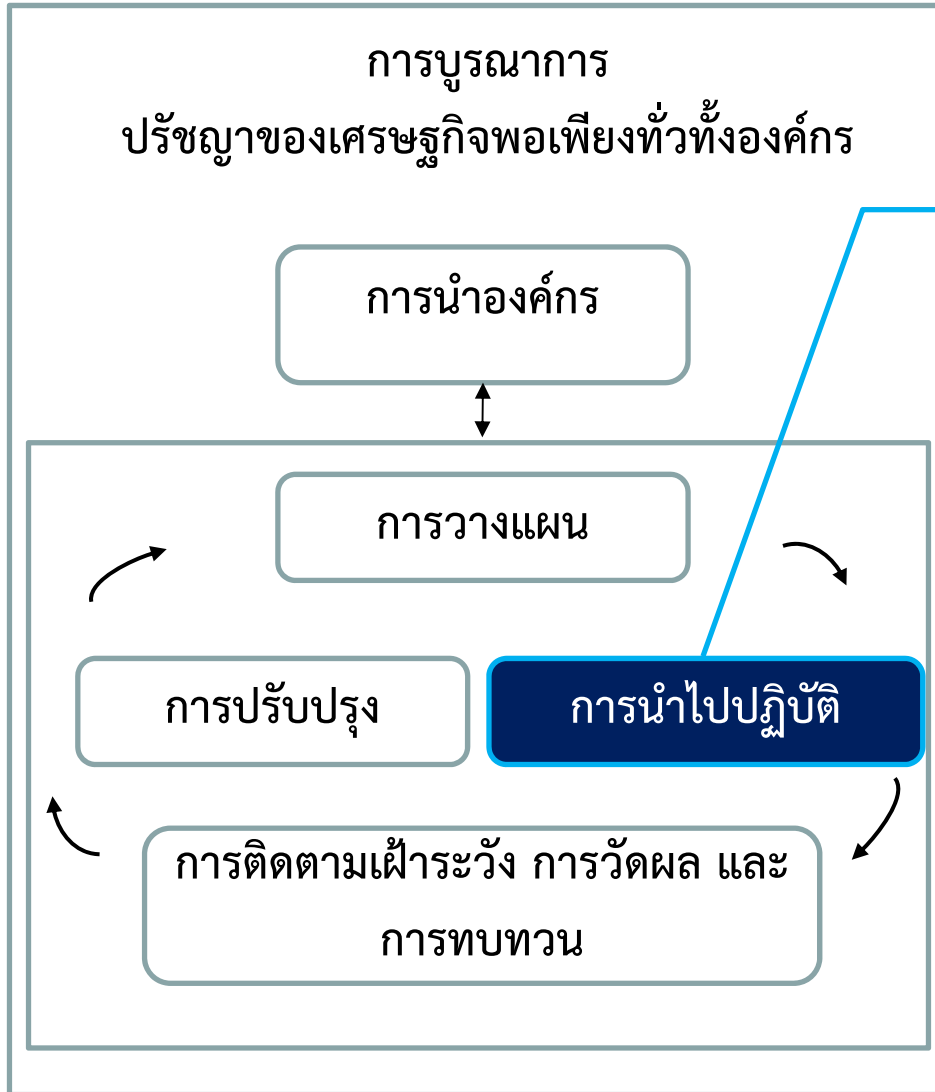 การบูรณาการ
ปรัชญาของเศรษฐกิจพอเพียงทั่วทั้งองค์กร
การนำองค์กร
การวางแผน
การปรับปรุง
การนำไปปฏิบัติ
การติดตามเฝ้าระวัง การวัดผล และ
การทบทวน